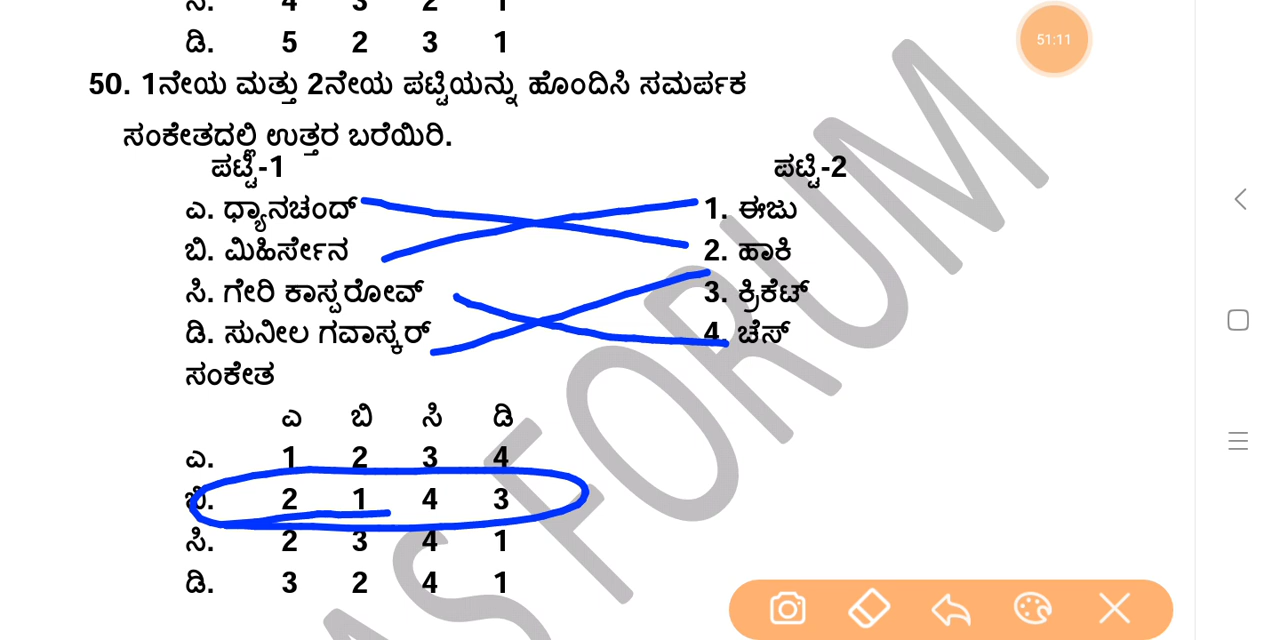 ಸಿ. 4 3 2 1
ಡಿ. 5 2 3 1
51:11
50. 1ನೇಯ ಮತ್ತು 2ನೇಯ ಪಟ್ಟಿಯನ್ನು ಹೊಂದಿಸಿ ಸಮರ್ಪಕ
ಸಂಕೇತದಲ್ಲಿ ಉತ್ತರ ಬರೆಯಿರಿ.
ಪಟ್ಟಿ-1 ಪಟ್ಟಿ-2
ಎ. ಧ್ಯಾನಚಂದ್ 1. ಈಜು
ಬಿ. ಮಿಹಿರ್ಸೇನ 2. ಹಾಕಿ
ಸಿ. ಗೇರಿ ಕಾಸ್ಪರೋವ್ 3. ಕ್ರಿಕೆಟ್
ಡಿ. ಸುನೀಲ ಗವಾಸ್ಕರ್ 4. ಚೆಸ್
ಸಂಕೇತ
ಎ ಬಿ ಸಿ ಡಿ
ಎ. 1 2 3 4
ಬಿ. 2 1 4 3
ಸಿ. 2 3 4 1
ಡಿ. 3 2 4 1
FORUM